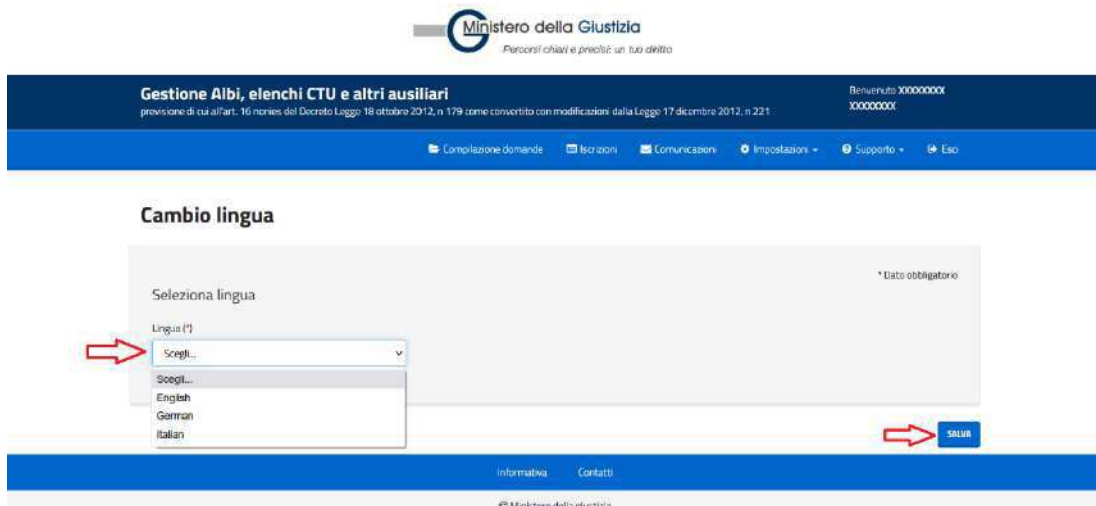 Ministero della Giustizia
Percorsi chiari e precisi: un tuo diritto
Gestione Albi, elenchi CTU e altri ausiliari
previsione di cui all'art. 16 nonies del Decreto Legge 18 ottobre 2012, n 179 come convertito con modificazioni dalla Legge 17 dicembre 2012, n 221
Benvenuto XXXXXXXX
XXXXXXXX
Compilazione domande Iscrizioni Comunicazioni Impostazioni Supporto Esci
Cambio lingua
* Dato obbligatorio
Seleziona lingua
Lingua (*)
Scegli...
Scegli...
English
German
Italian
SALVA
Informativa Contatti
© Ministero della giustizia